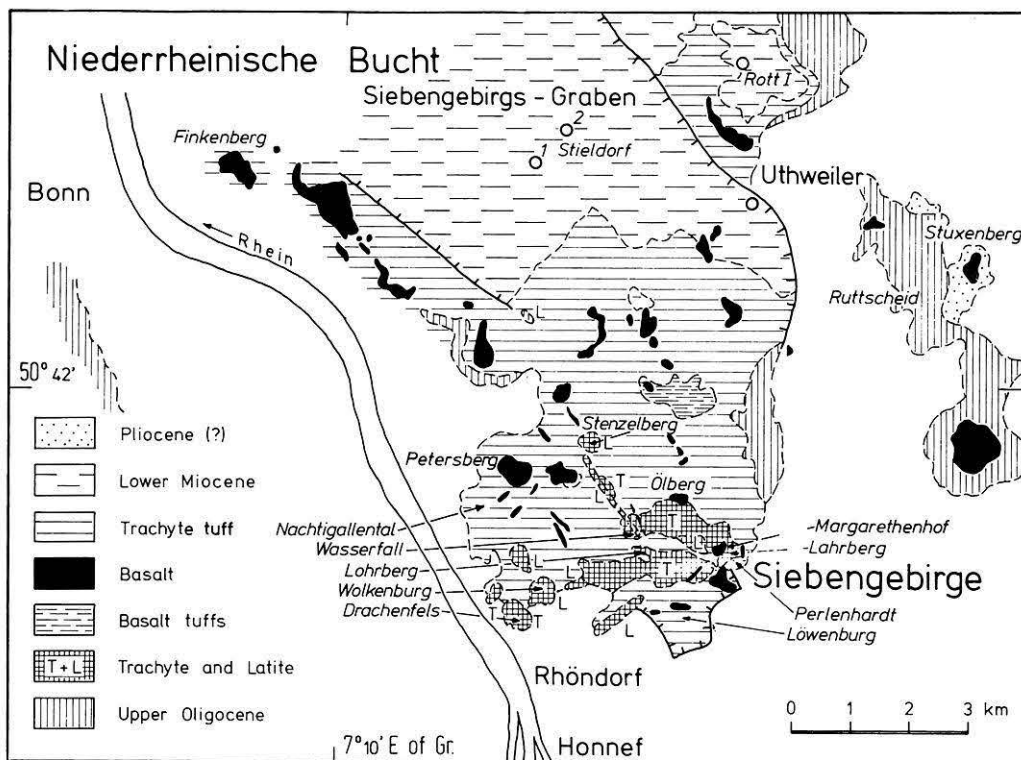 Niederrheinische Bucht
Siebengebirgs-Graben
Rott I
Finkenberg
2
1 Stieldorf
Bonn
Uthweiler
Rhein
Stuxenberg
Ruttscheid
L
50° 42'
Stenzelberg
L
Petersberg
T
L
Ölberg
Nachtigallental
T
-Margarethenhof
Wasserfall
L
-Lahrberg
Lohrberg
L
L
T
Siebengebirge
Wolkenburg
L
Drachenfels
T
T
L
Perlenhardt
Löwenburg
Rhöndorf
7°10' E of Gr.
Honnef
0 1 2 3 km
Pliocene (?)
Lower Miocene
Trachyte tuff
Basalt
Basalt tuffs
T+L Trachyte and Latite
Upper Oligocene